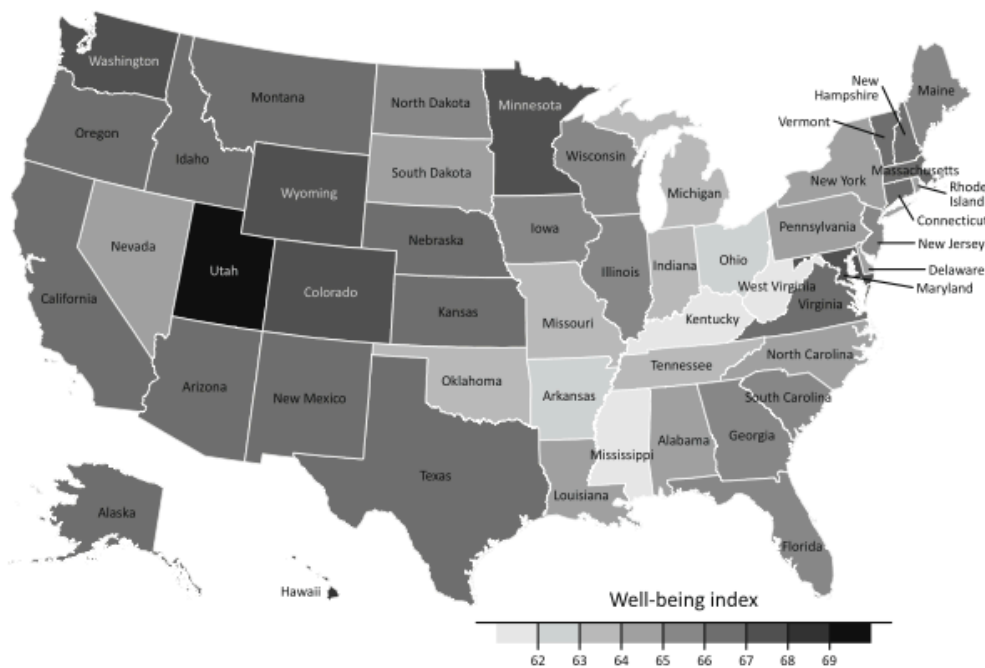 Washington
Montana
North Dakota
Minnesota
New
Hampshire
Maine
Vermont
Oregon
Idaho
Wisconsin
South Dakota
Massachusetts
Wyoming
Michigan
New York
Rhode
Island
Connecticut
Iowa
Pennsylvania
Nebraska
New Jersey
Nevada
Utah
Ohio
Illinois
Indiana
Delaware
Colorado
West Virginia
Maryland
California
Virginia
Kansas
Kentucky
Missouri
North Carolina
Tennessee
Oklahoma
Arizona
Arkansas
New Mexico
South Carolina
Georgia
Alabama
Mississippi
Texas
Louisiana
Alaska
Florida
Hawaii
Well-being index
62 63 64 65 66 67 68 69